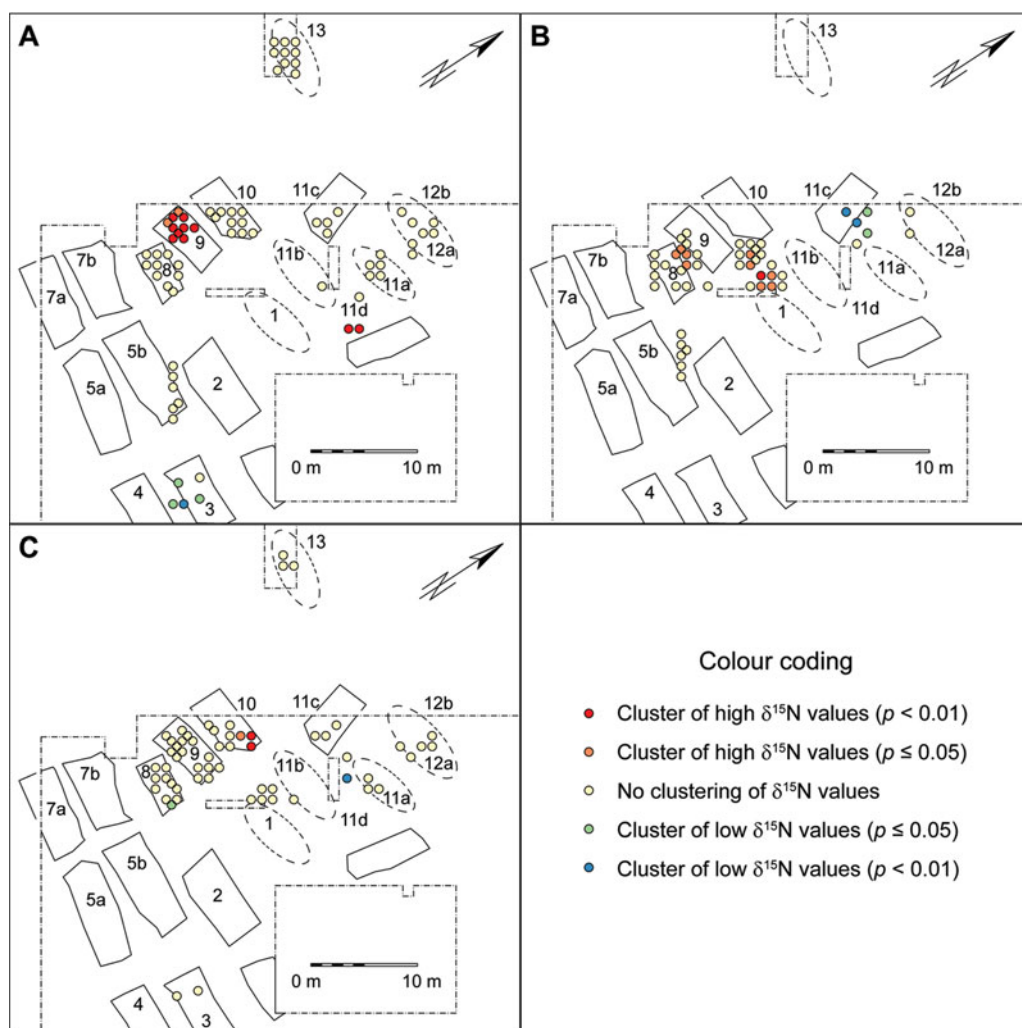 A
13
10
11c
12b
9
7b
8
11b
12a
7a
11a
1
11d
5b
5a
2
0 m 10 m
4
3
B
13
10
11c
12b
9
7b
8
11b
12a
7a
11a
1
11d
5b
5a
2
0 m 10 m
4
3
C
13
10
11c
12b
9
7b
8
11b
12a
7a
11a
1
11d
5b
5a
2
0 m 10 m
4
3
Colour coding
Cluster of high δ¹⁵N values (p < 0.01)
Cluster of high δ¹⁵N values (p ≤ 0.05)
No clustering of δ¹⁵N values
Cluster of low δ¹⁵N values (p ≤ 0.05)
Cluster of low δ¹⁵N values (p < 0.01)